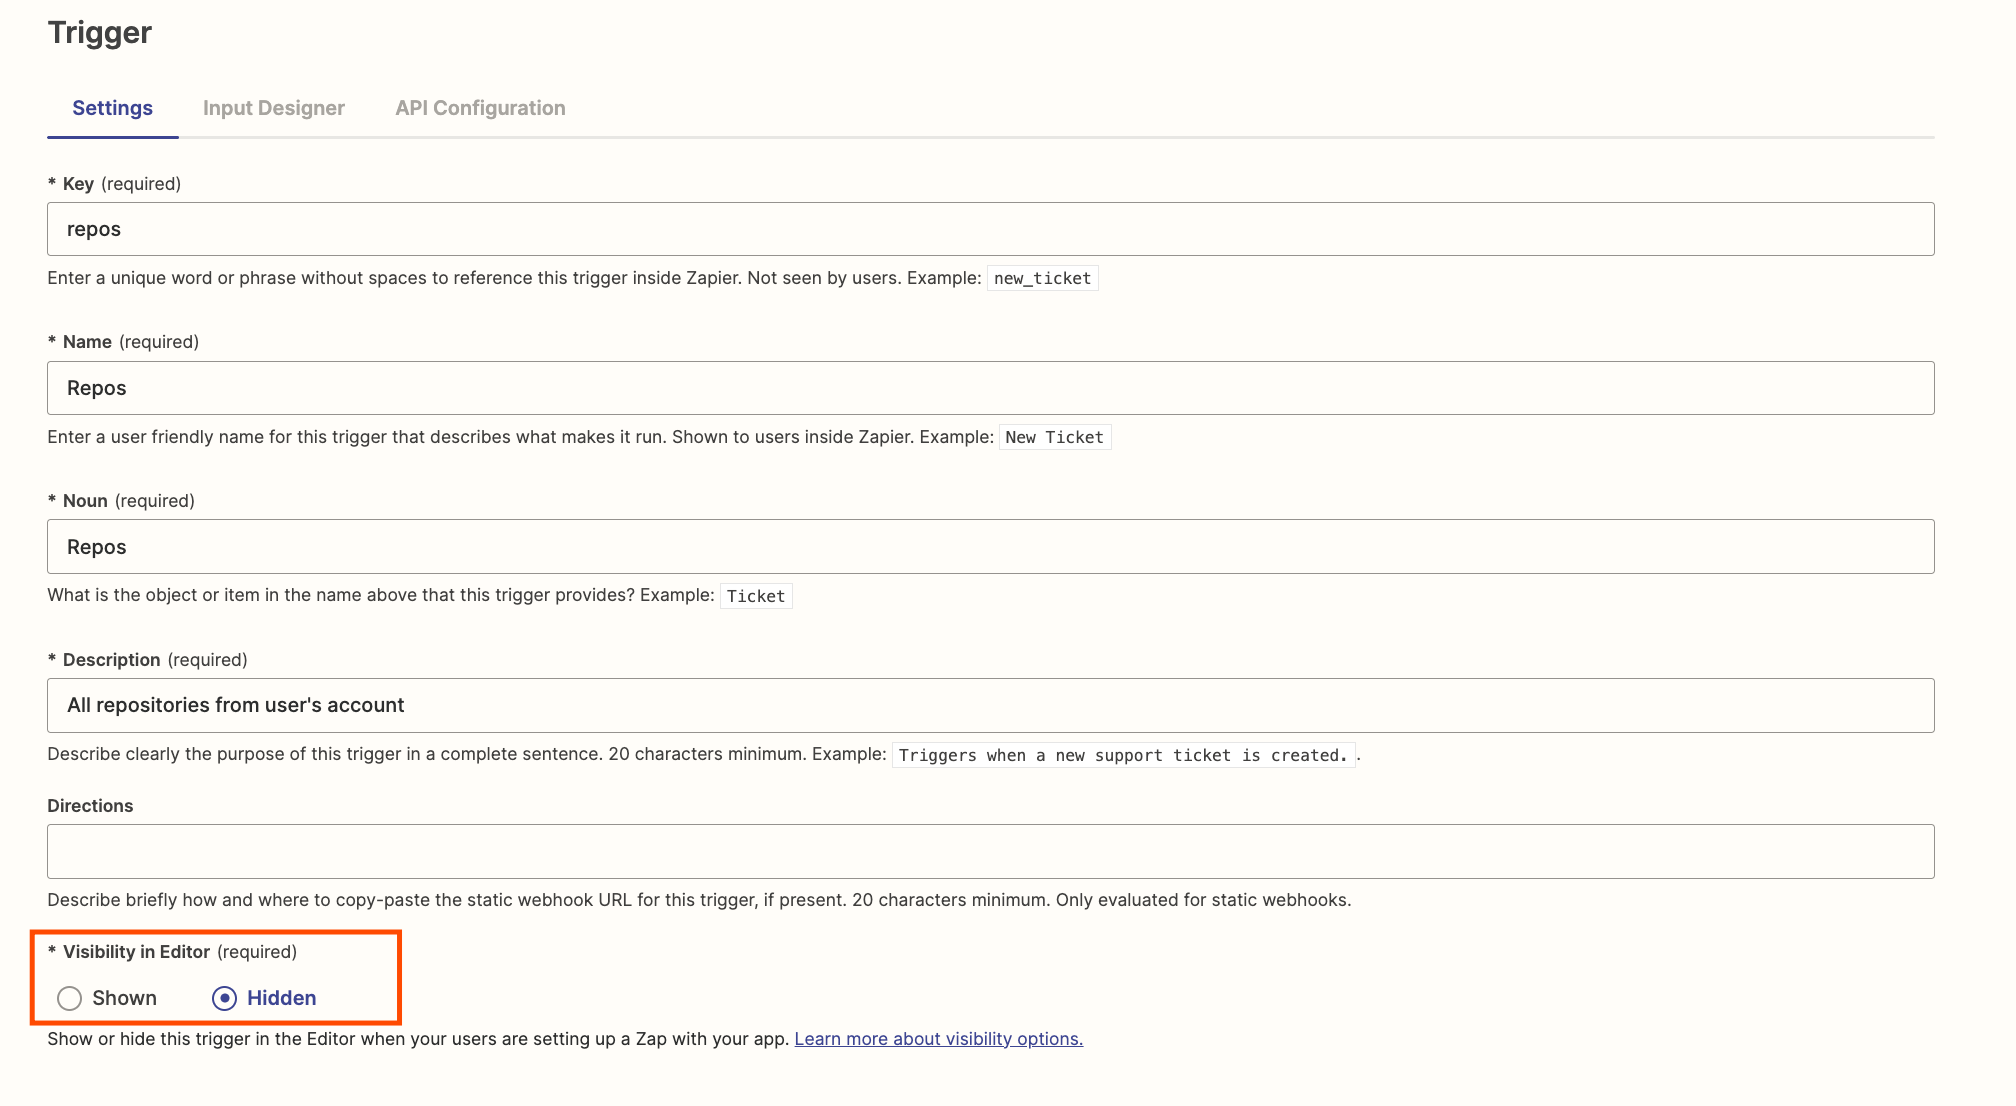 Trigger
Settings Input Designer API Configuration
* Key (required)
repos
Enter a unique word or phrase without spaces to reference this trigger inside Zapier. Not seen by users. Example: new_ticket
* Name (required)
Repos
Enter a user friendly name for this trigger that describes what makes it run. Shown to users inside Zapier. Example: New Ticket
* Noun (required)
Repos
What is the object or item in the name above that this trigger provides? Example: Ticket
* Description (required)
All repositories from user's account
Describe clearly the purpose of this trigger in a complete sentence. 20 characters minimum. Example: Triggers when a new support ticket is created. .
Directions
Describe briefly how and where to copy-paste the static webhook URL for this trigger, if present. 20 characters minimum. Only evaluated for static webhooks.
* Visibility in Editor (required)
Shown Hidden
Show or hide this trigger in the Editor when your users are setting up a Zap with your app. Learn more about visibility options.